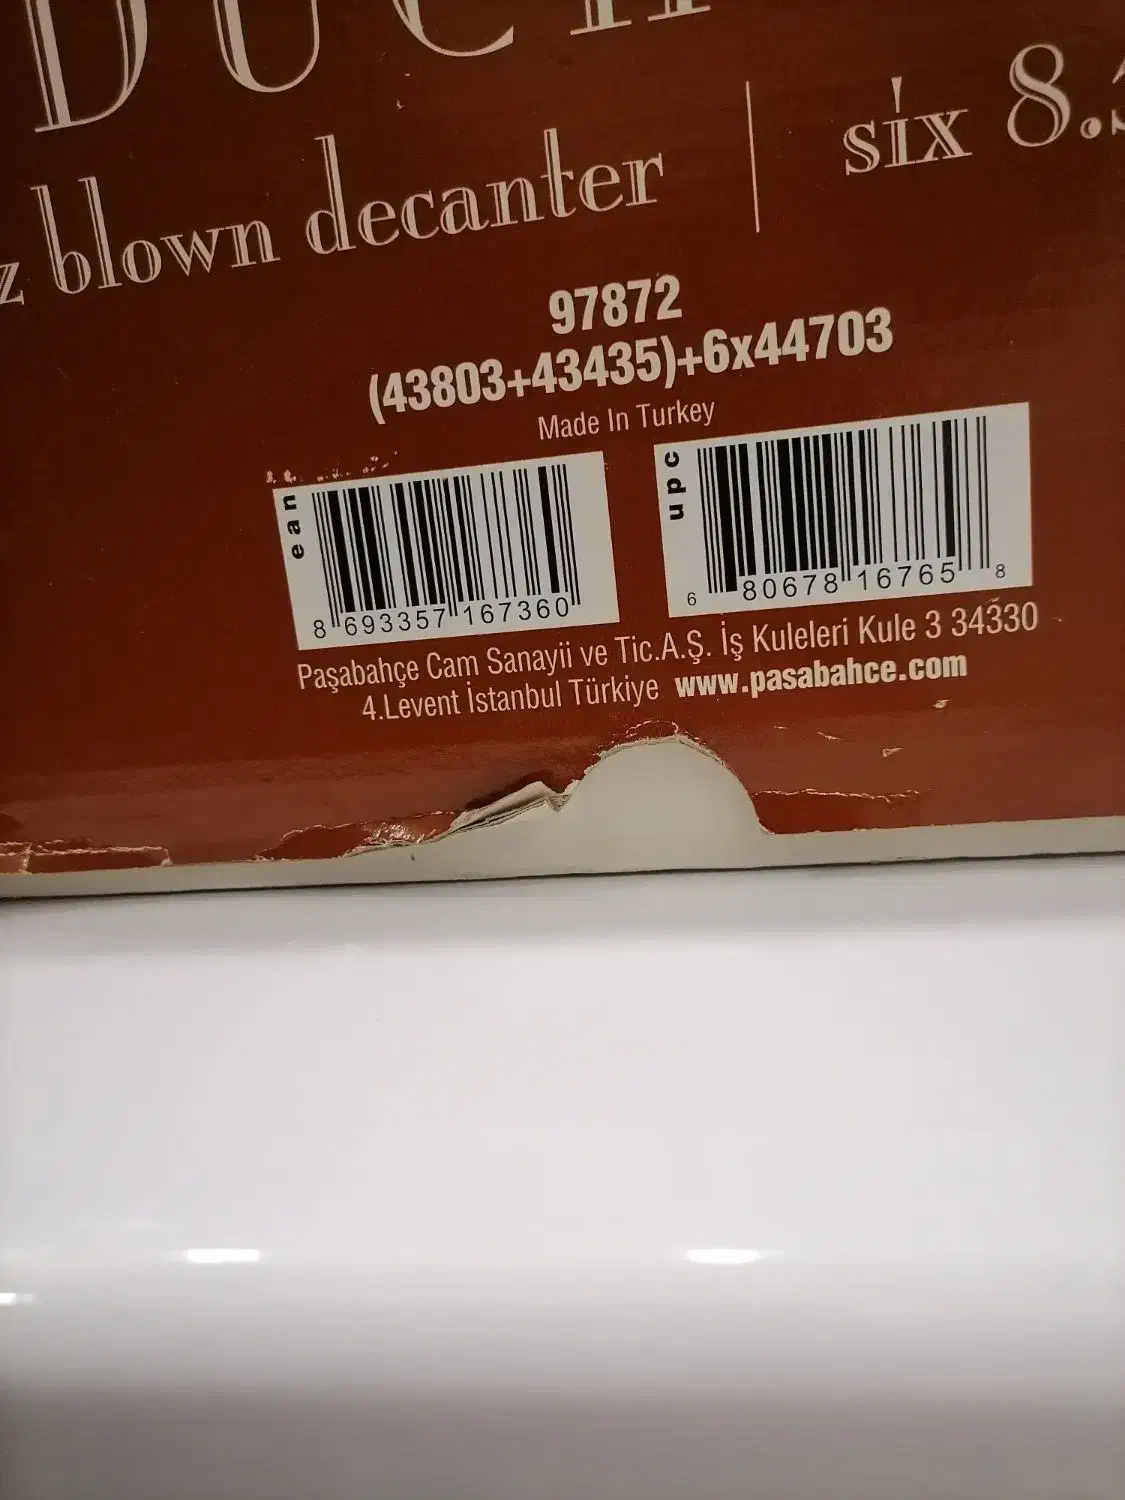 blown decanter | six 8.
97872
(43803+43435)+6x44703
Made In Turkey
ean
8 693357 167360
upc
6 80678 16765 8
Paşabahçe Cam Sanayii ve Tic.A.Ş. İş Kuleleri Kule 3 34330
4.Levent İstanbul Türkiye www.pasabahce.com